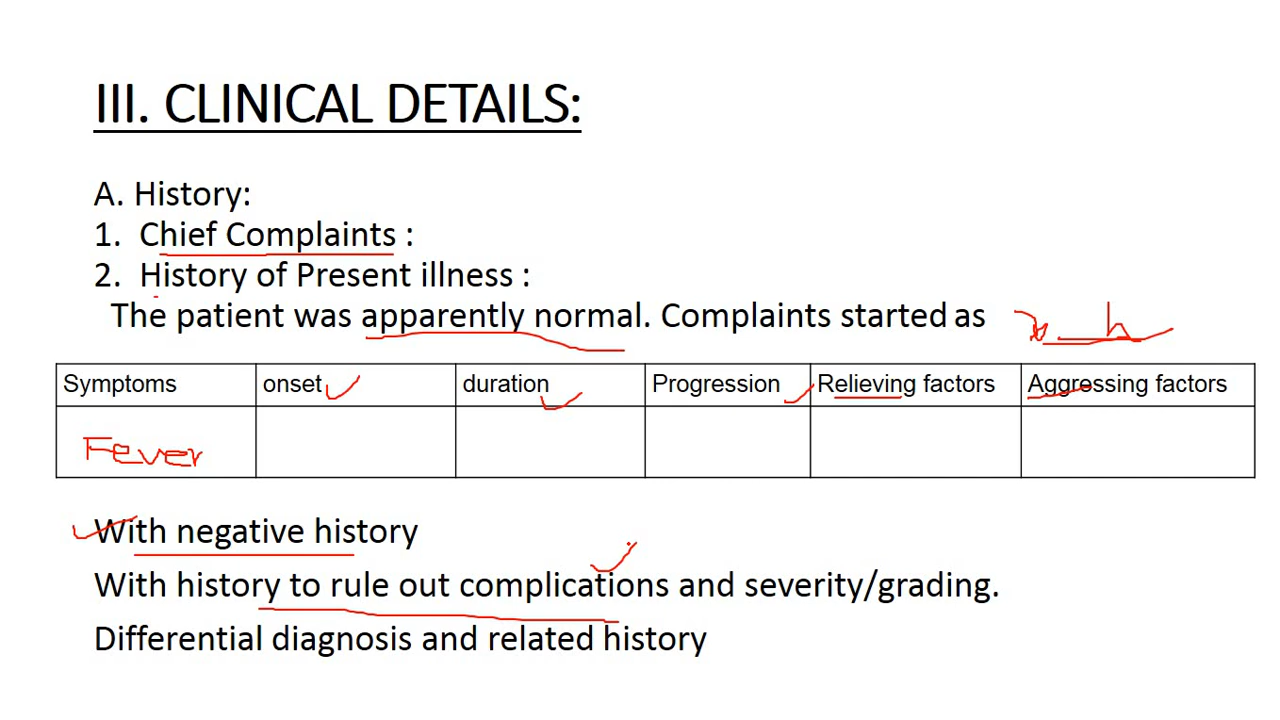 III. CLINICAL DETAILS:
A. History:
1. Chief Complaints :
2. History of Present illness :
The patient was apparently normal. Complaints started as
Symptoms onset duration Progression Relieving factors Aggressing factors
Fever
With negative history
With history to rule out complications and severity/grading.
Differential diagnosis and related history